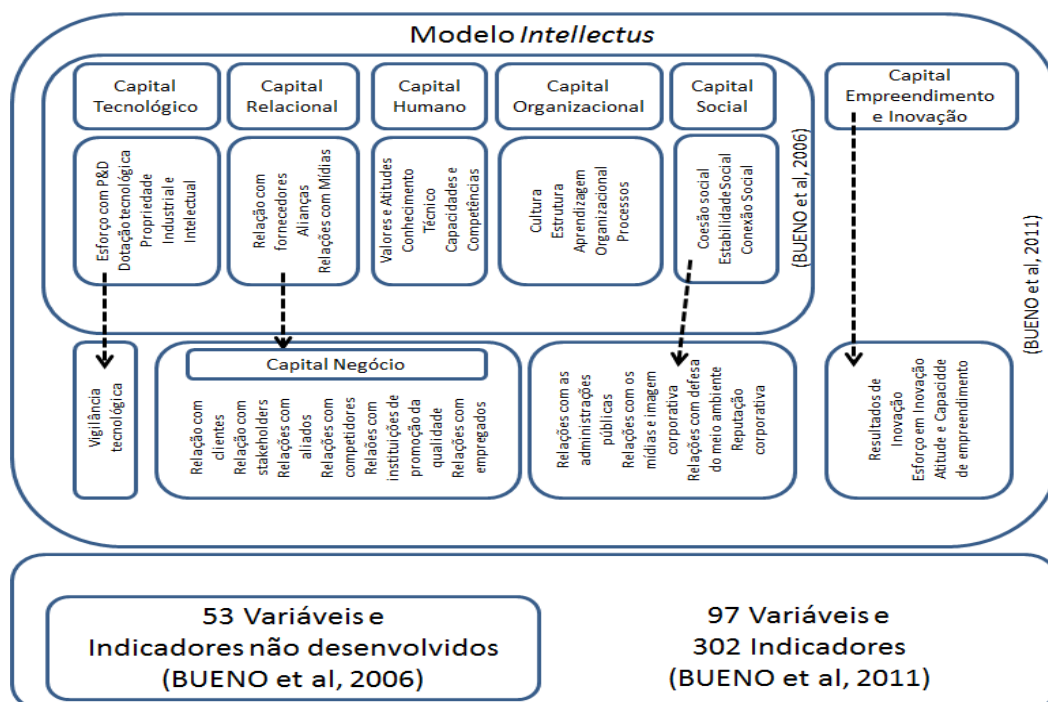 Modelo Intellectus
Capital
Tecnológico
Capital
Relacional
Capital
Humano
Capital
Organizacional
Capital
Social
Capital
Empreendimento
e Inovação
Esforço com P&D
Dotação tecnológica
Propriedade
Industrial e
Intelectual
Relação com
fornecedores
Alianças
Relações com Mídias
Valores e Atitudes
Conhecimento
Técnico
Capacidades e
Competências
Cultura
Estrutura
Aprendizagem
Organizacional
Processos
Coesão social
Estabilidade Social
Conexão Social
(BUENO et al, 2006)
(BUENO et al, 2011)
Vigilância
tecnológica
Capital Negócio
Relação com
clientes
Relação com
stakeholders
Relações com
aliados
Relações com
competidores
Relaões com
instituições de
promoção da
qualidade
Relações com
empregados
Relações com as
administrações
públicas
Relações com os
mídias e imagem
corporativa
Relações com defesa
do meio ambiente
Reputação
corporativa
Resultados de
Inovação
Esforço em Inovação
Atitude e Capacidde
de empreendimento
53 Variáveis e
Indicadores não desenvolvidos
(BUENO et al, 2006)
97 Variáveis e
302 Indicadores
(BUENO et al, 2011)